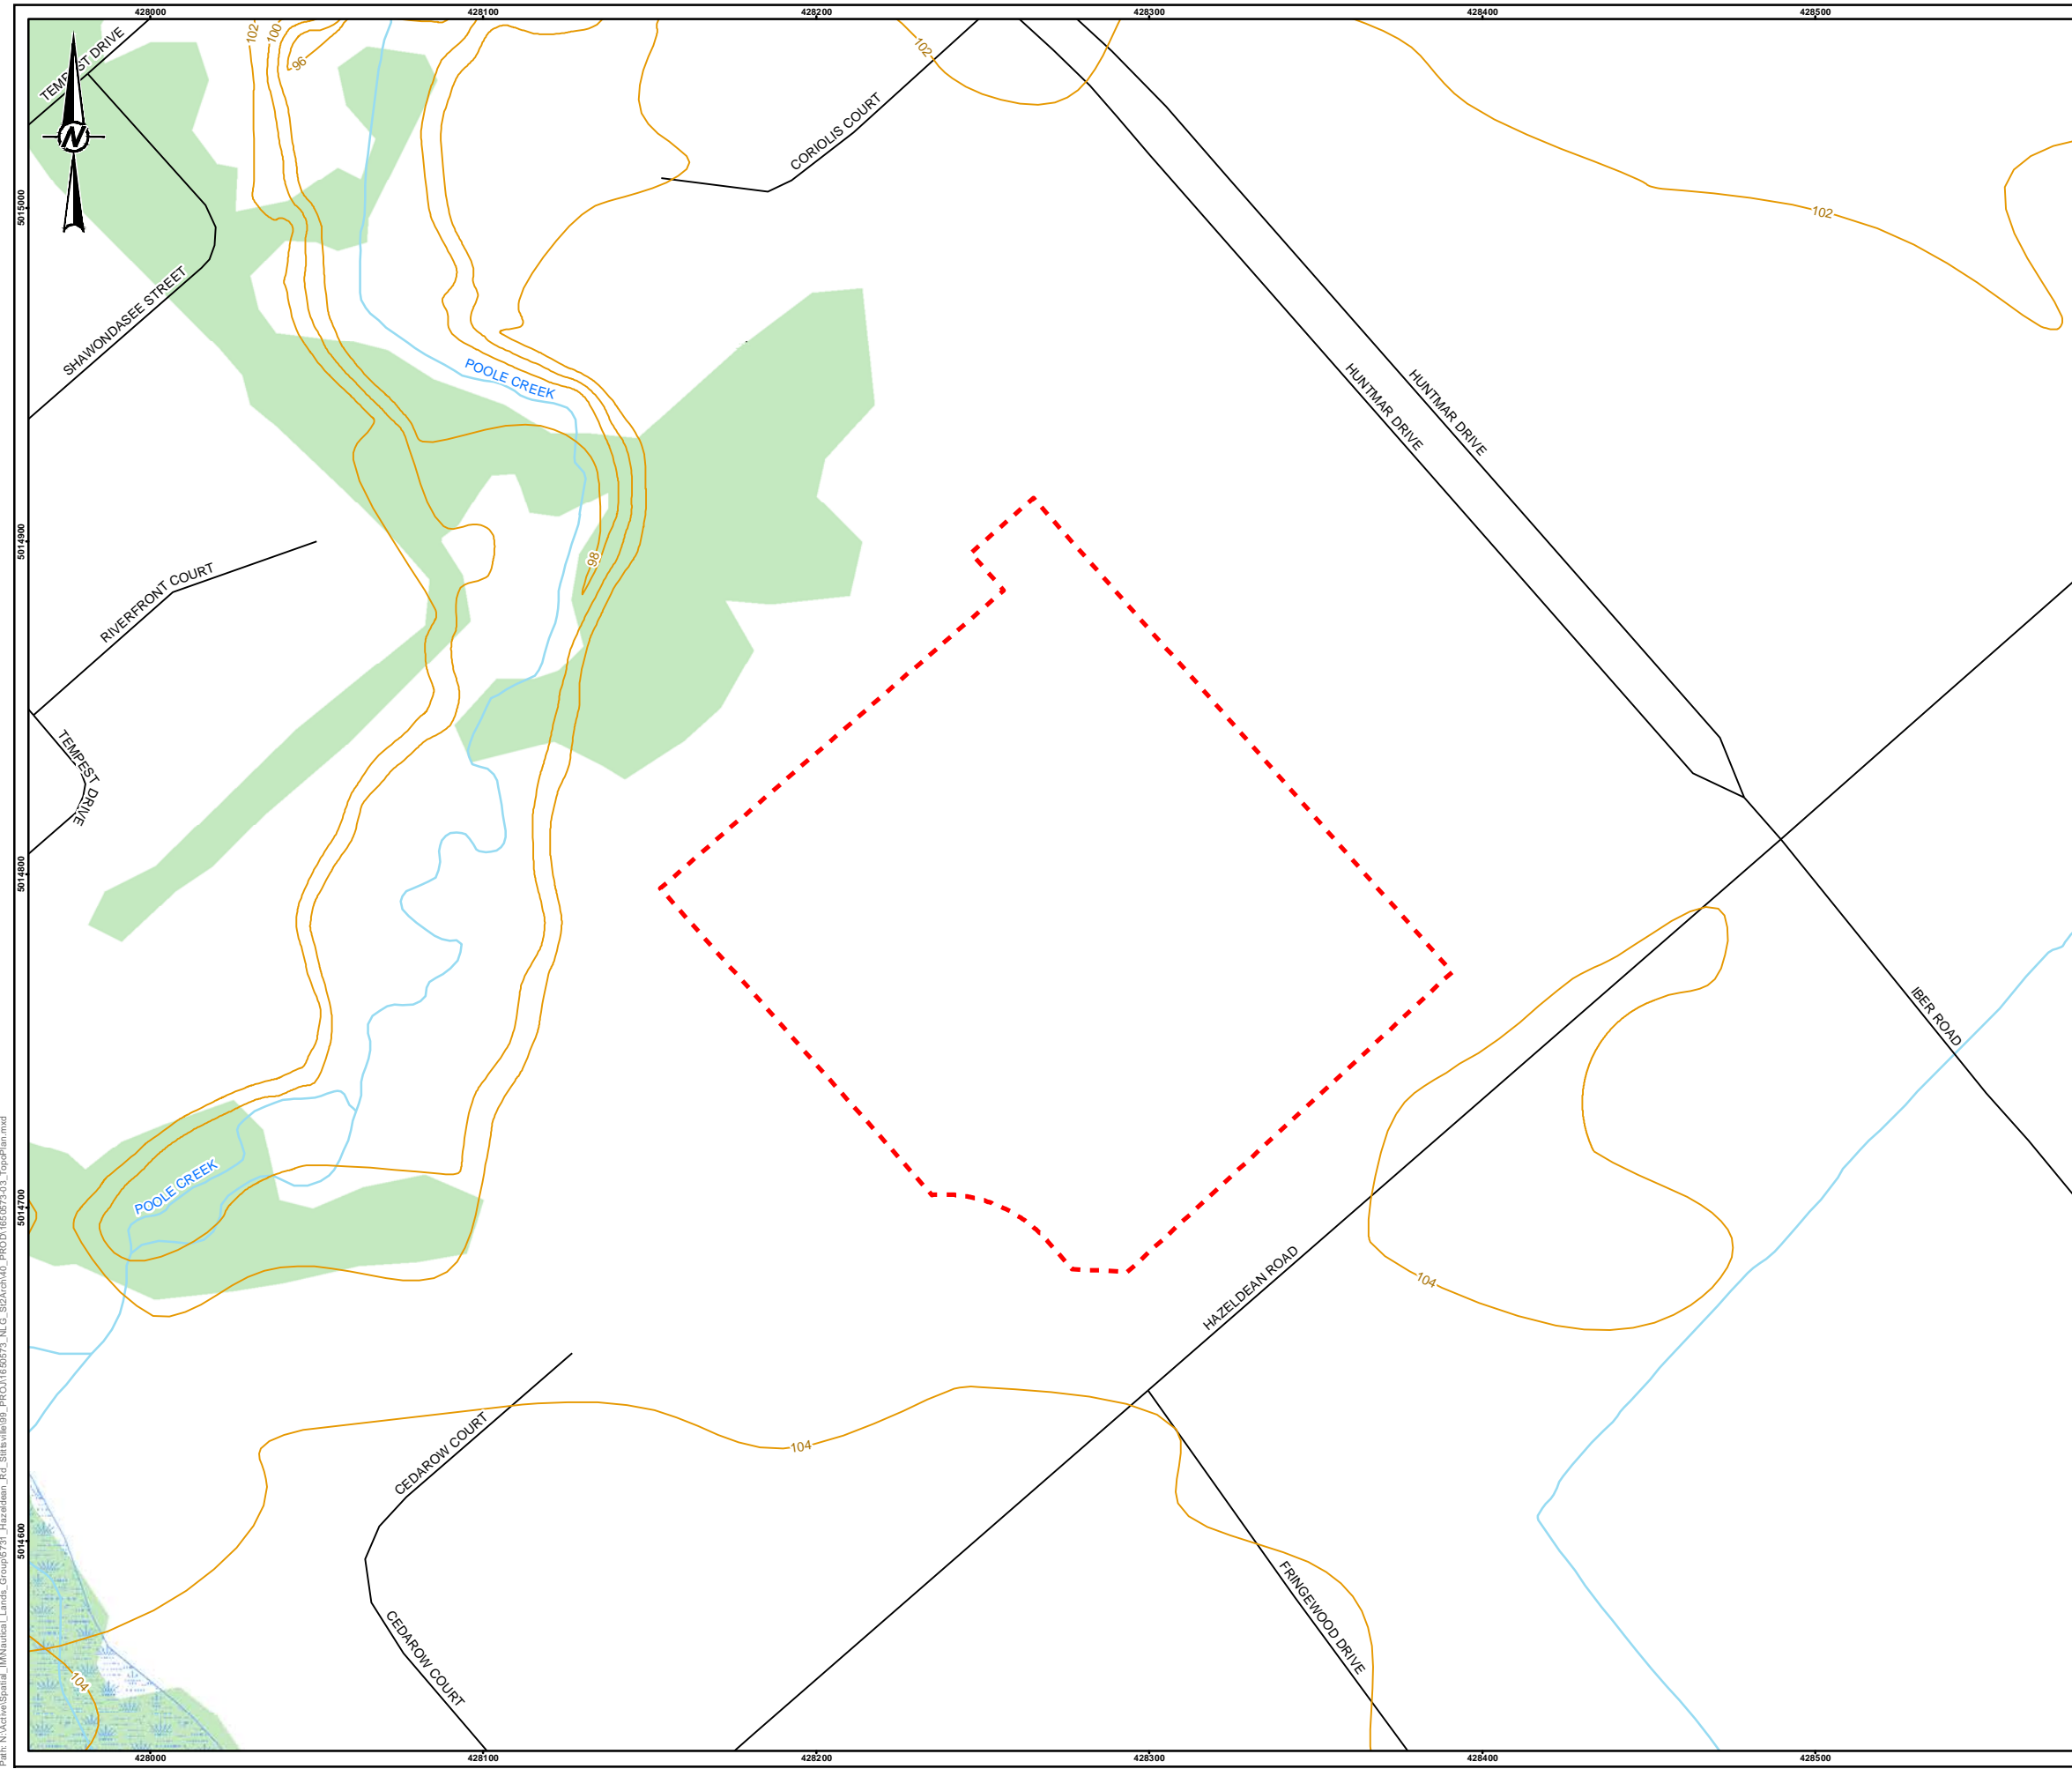 428000 428100 428200 428300 428400 428500
TEMPEST DRIVE
N
102
100
96
102
CORIOLIS COURT
5015000
102
SHAWONDASEE STREET
POOLE CREEK
HUNTMAR DRIVE
HUNTMAR DRIVE
5014900
98
RIVERFRONT COURT
TEMPEST DRIVE
5014800
IBER ROAD
POOLE CREEK
5014700
HAZELDEAN ROAD
104
CEDAROW COURT
104
5014600
FRINGEWOOD DRIVE
CEDAROW COURT
104
428000 428100 428200 428300 428400 428500